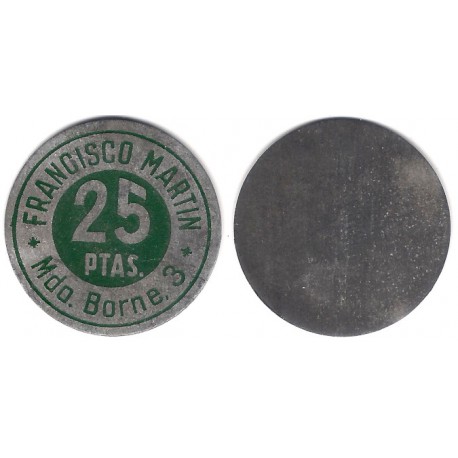 FRANCISCO MARTIN
25
PTAS.
Mdo. Borne, 3